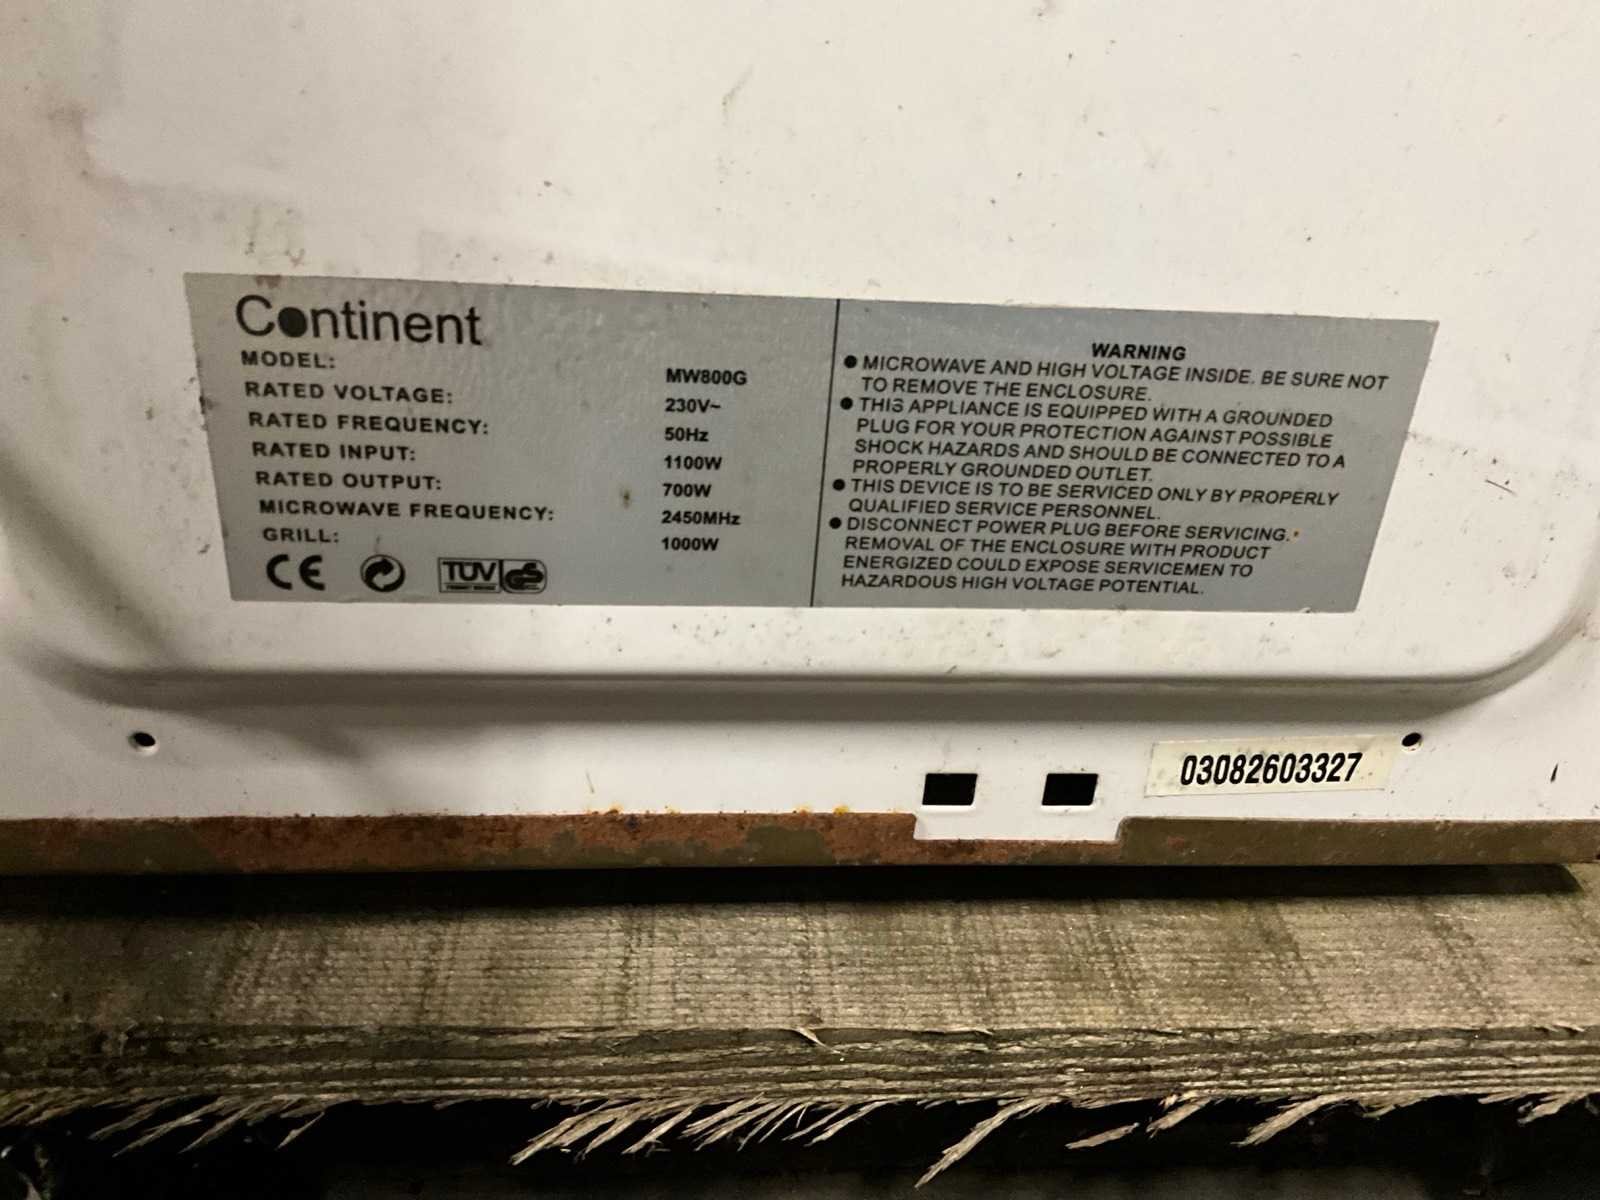 Continent
MODEL: MW800G
RATED VOLTAGE: 230V~
RATED FREQUENCY: 50Hz
RATED INPUT: 1100W
RATED OUTPUT: 700W
MICROWAVE FREQUENCY: 2450MHz
GRILL: 1000W
CE TÜV GS
WARNING
● MICROWAVE AND HIGH VOLTAGE INSIDE. BE SURE NOT
TO REMOVE THE ENCLOSURE.
● THIS APPLIANCE IS EQUIPPED WITH A GROUNDED
PLUG FOR YOUR PROTECTION AGAINST POSSIBLE
SHOCK HAZARDS AND SHOULD BE CONNECTED TO A
PROPERLY GROUNDED OUTLET.
● THIS DEVICE IS TO BE SERVICED ONLY BY PROPERLY
QUALIFIED SERVICE PERSONNEL.
● DISCONNECT POWER PLUG BEFORE SERVICING.
REMOVAL OF THE ENCLOSURE WITH PRODUCT
ENERGIZED COULD EXPOSE SERVICEMEN TO
HAZARDOUS HIGH VOLTAGE POTENTIAL.
03082603327